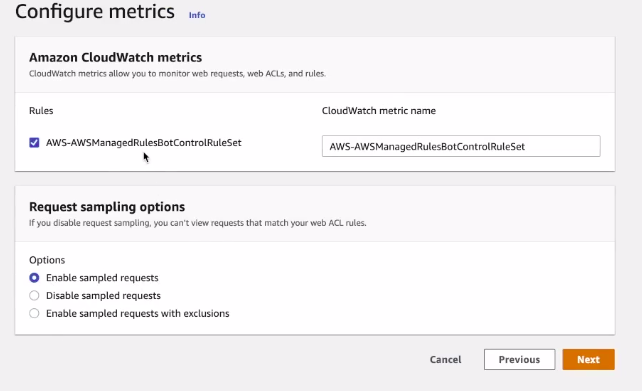 Configure metrics Info
Amazon CloudWatch metrics
CloudWatch metrics allow you to monitor web requests, web ACLs, and rules.
Rules CloudWatch metric name
AWS-AWSManagedRulesBotControlRuleSet AWS-AWSManagedRulesBotControlRuleSet
Request sampling options
If you disable request sampling, you can't view requests that match your web ACL rules.
Options
Enable sampled requests
Disable sampled requests
Enable sampled requests with exclusions
Cancel Previous Next